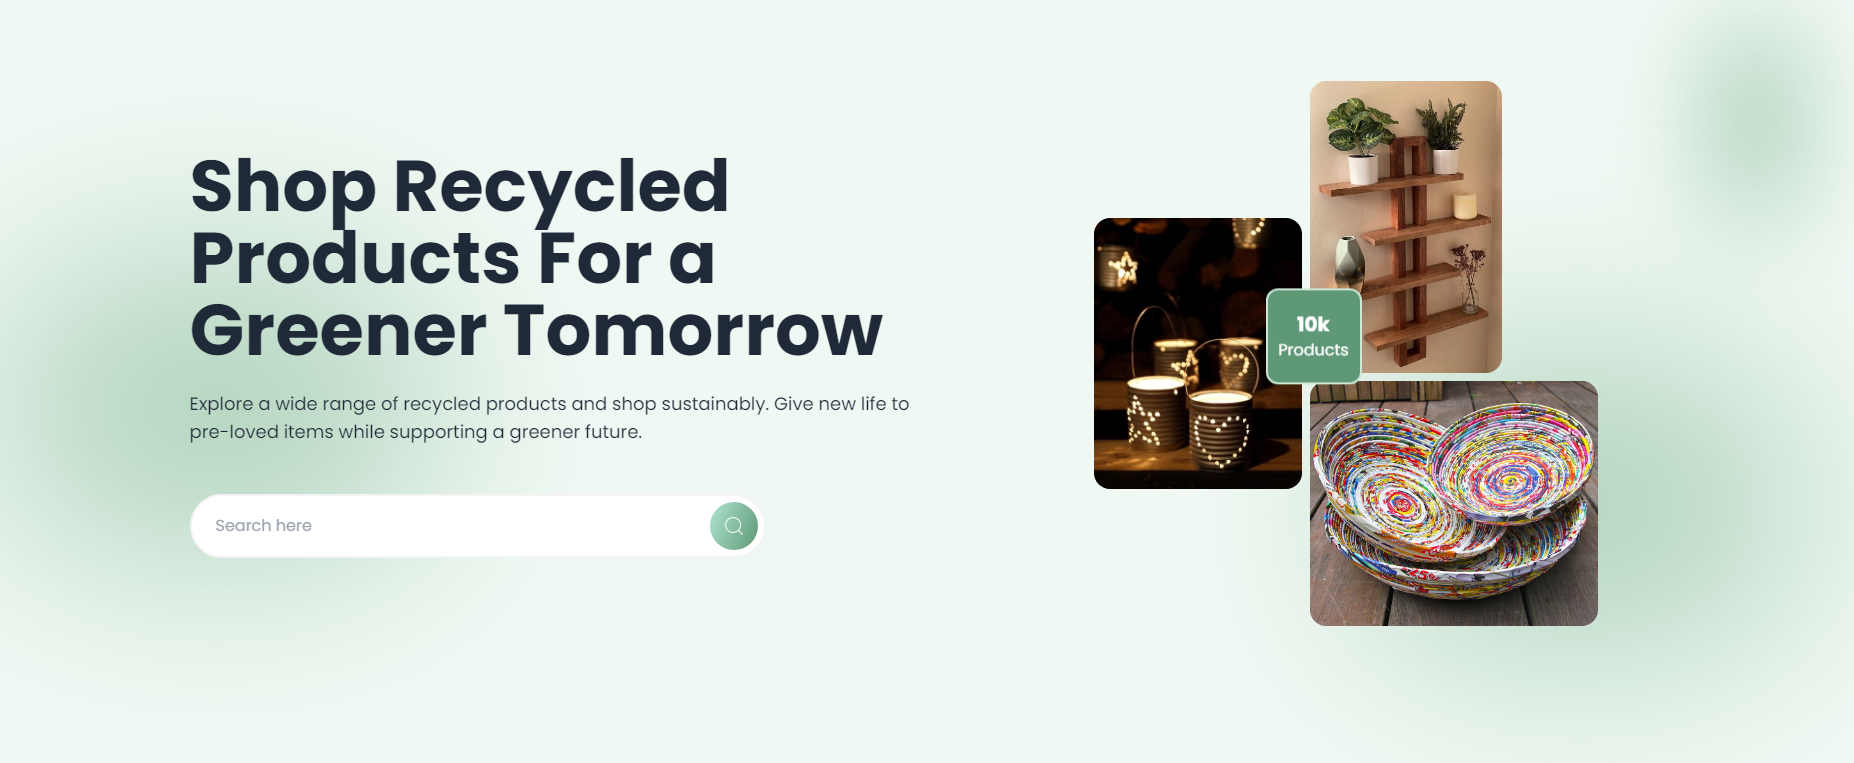 Shop Recycled
Products For a
Greener Tomorrow
Explore a wide range of recycled products and shop sustainably. Give new life to
pre-loved items while supporting a greener future.
Search here
10k
Products